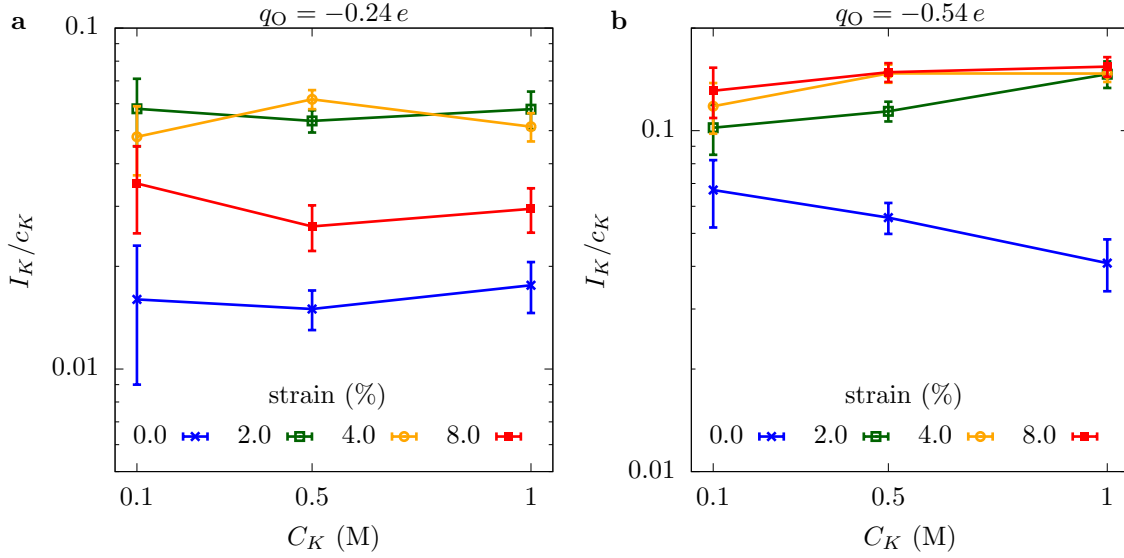 a
q_O = −0.24 e
0.1
0.01
I_K/c_K
strain (%)
0.0 2.0 4.0 8.0
0.1 0.5 1
C_K (M)
b
q_O = −0.54 e
0.1
0.01
I_K/c_K
strain (%)
0.0 2.0 4.0 8.0
0.1 0.5 1
C_K (M)